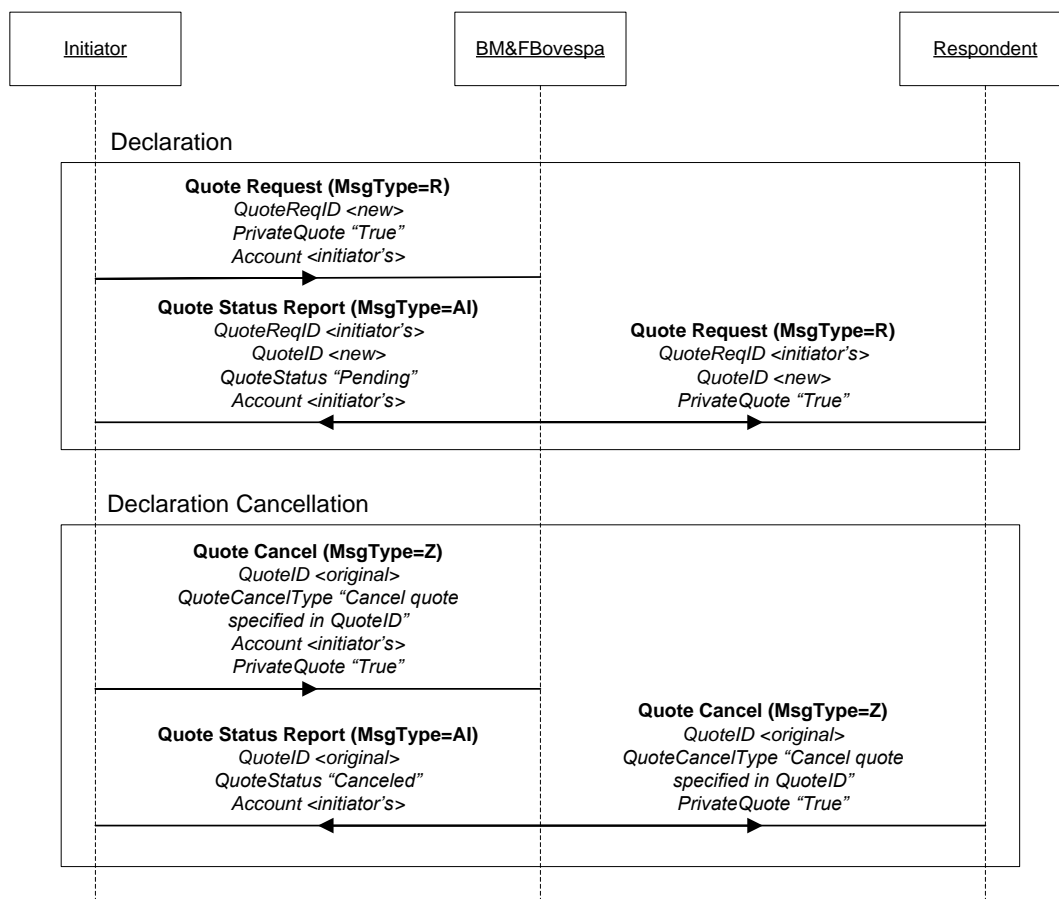 Initiator
BM&FBovespa
Respondent
Declaration
Quote Request (MsgType=R)
QuoteReqID <new>
PrivateQuote “True”
Account <initiator’s>
Quote Status Report (MsgType=AI)
QuoteReqID <initiator’s>
QuoteID <new>
QuoteStatus “Pending”
Account <initiator’s>
Quote Request (MsgType=R)
QuoteReqID <initiator’s>
QuoteID <new>
PrivateQuote “True”
Declaration Cancellation
Quote Cancel (MsgType=Z)
QuoteID <original>
QuoteCancelType “Cancel quote
specified in QuoteID”
Account <initiator’s>
PrivateQuote “True”
Quote Status Report (MsgType=AI)
QuoteID <original>
QuoteStatus “Canceled”
Account <initiator’s>
Quote Cancel (MsgType=Z)
QuoteID <original>
QuoteCancelType “Cancel quote
specified in QuoteID”
PrivateQuote “True”